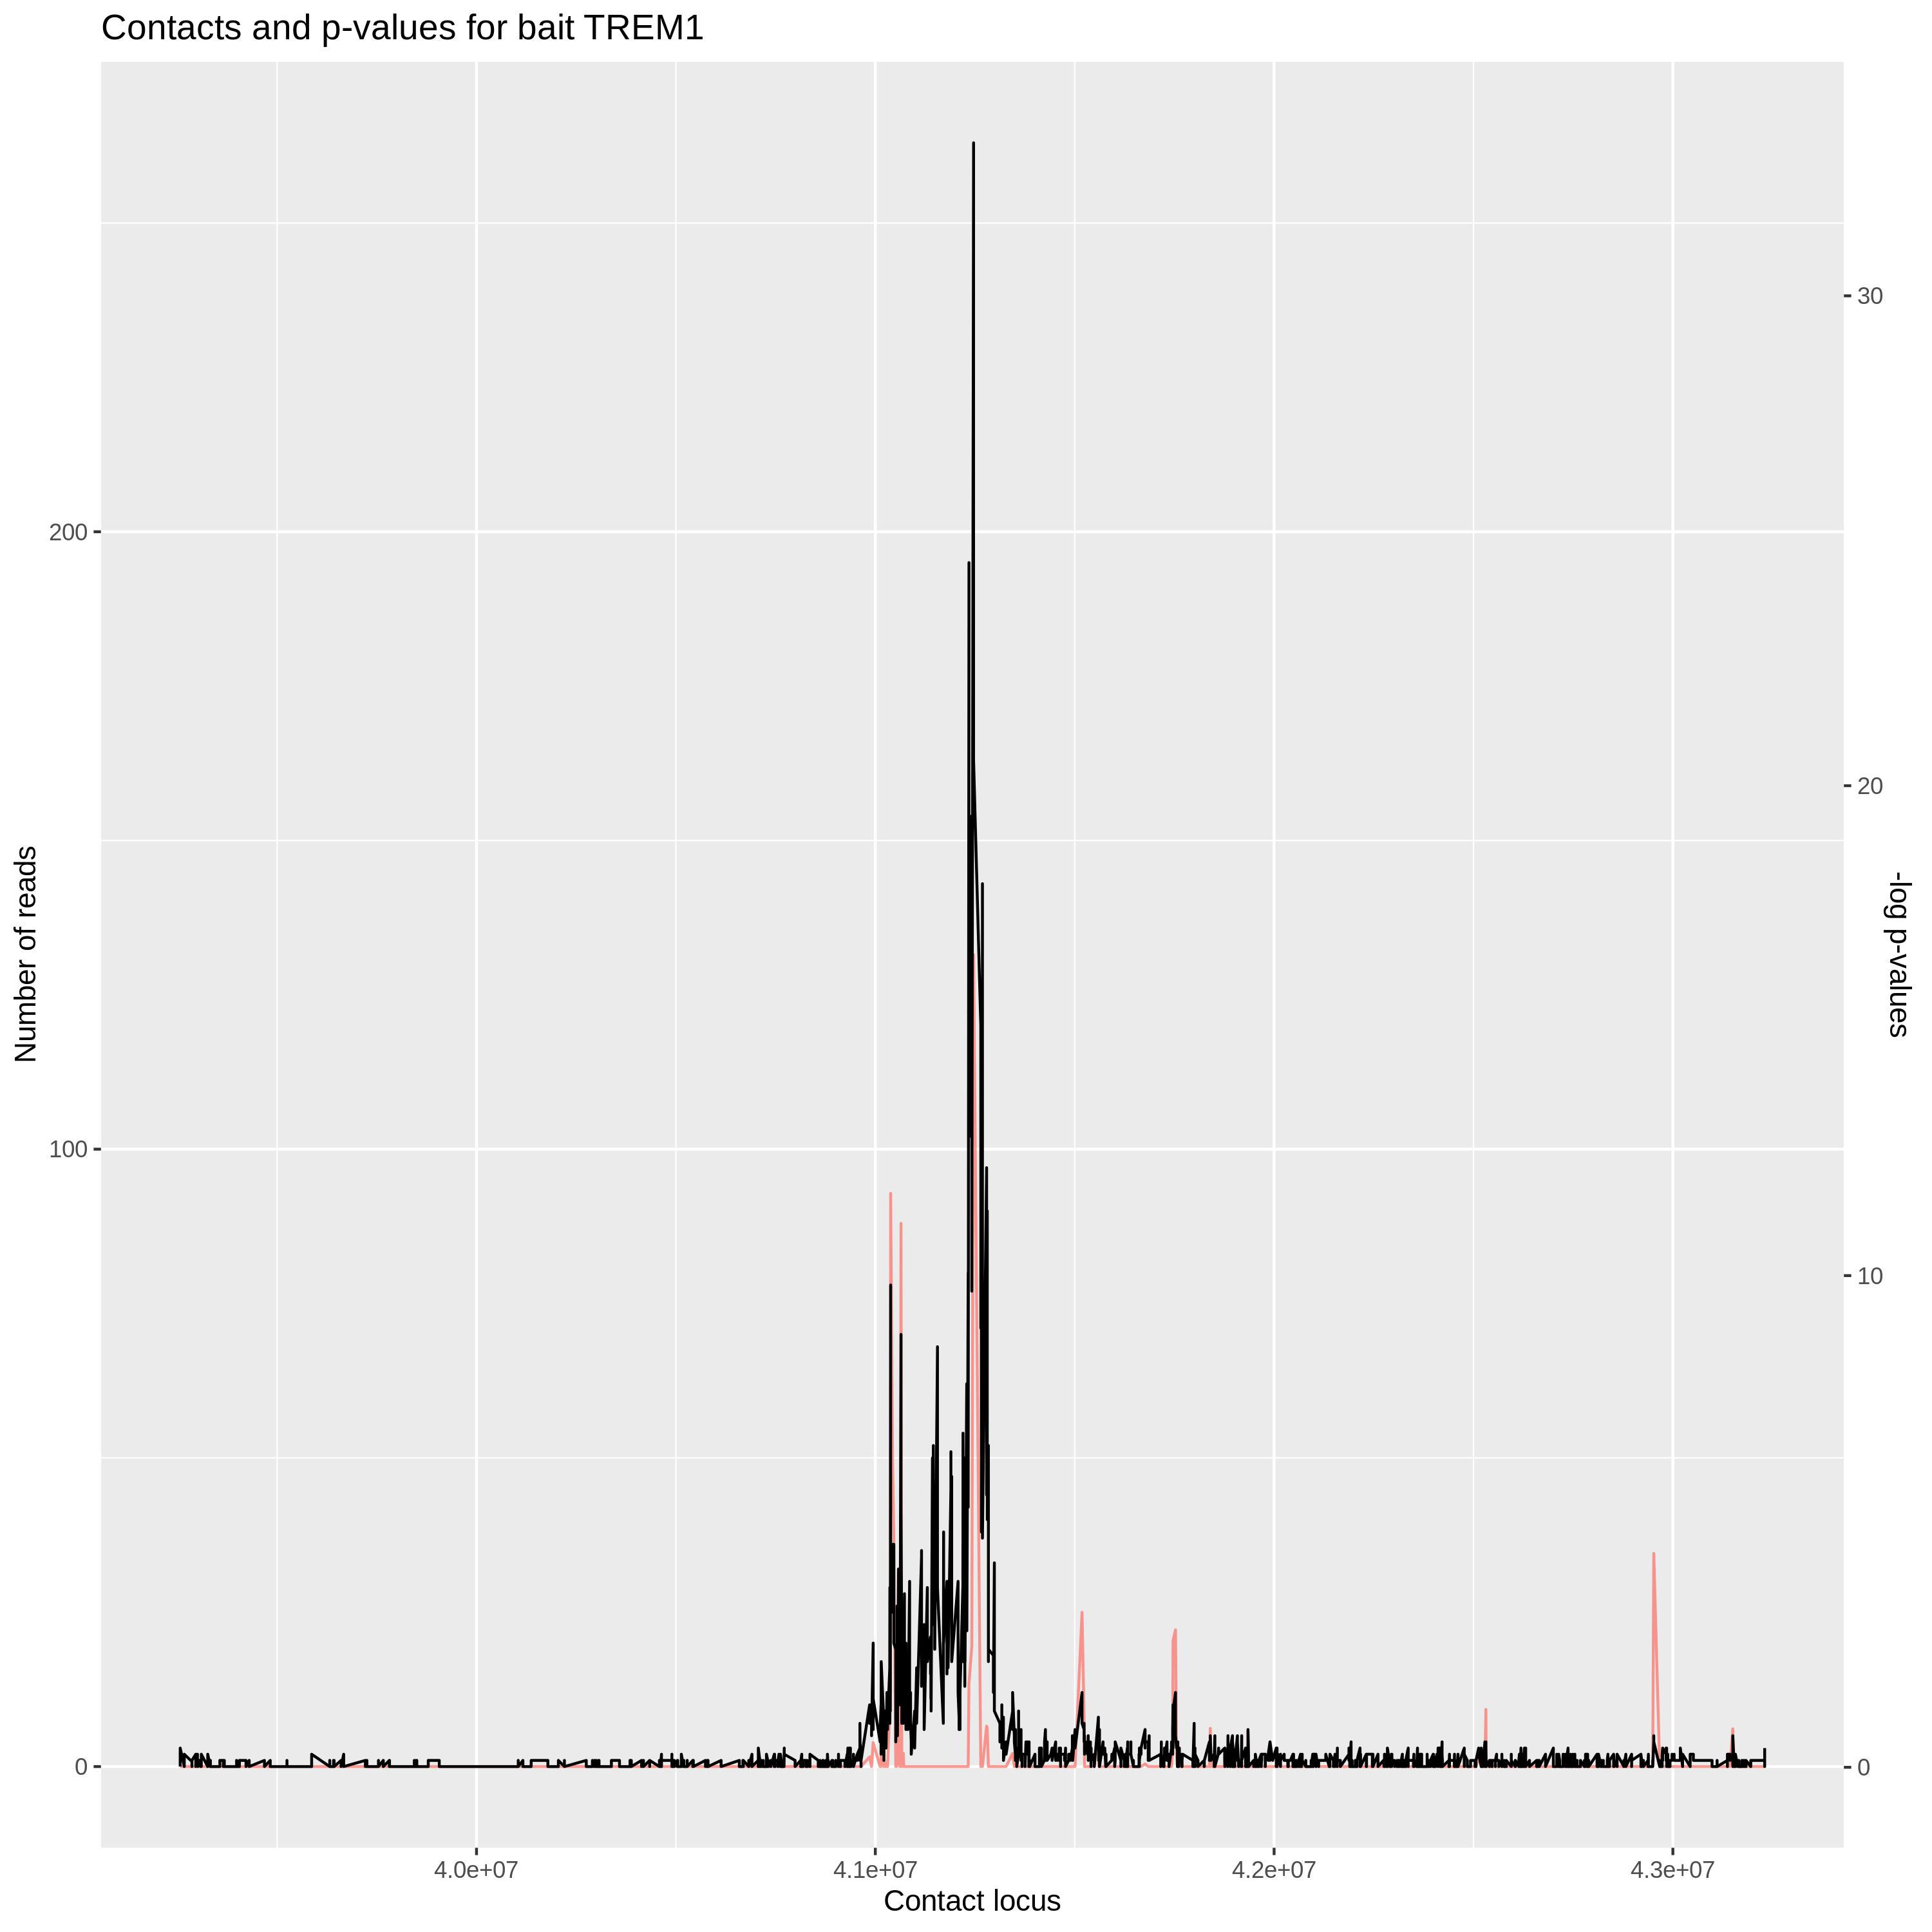 Contacts and p-values for bait TREM1
Number of reads
200
100
0
30
20
10
0
-log p-values
4.0e+07
4.1e+07
4.2e+07
4.3e+07
Contact locus